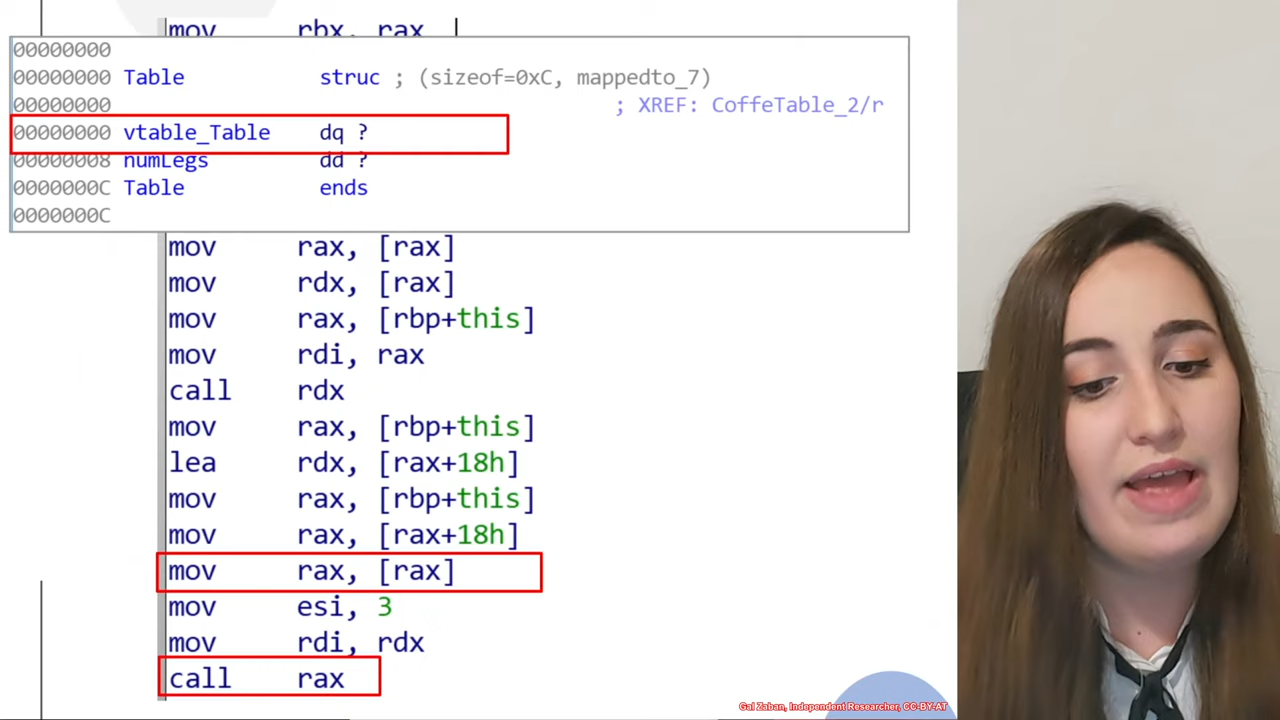 mov rbx, rax
00000000
00000000 Table struc ; (sizeof=0xC, mappedto_7)
00000000 ; XREF: CoffeTable_2/r
00000000 vtable_Table dq ?
00000008 numLegs dd ?
0000000C Table ends
0000000C
mov rax, [rax]
mov rdx, [rax]
mov rax, [rbp+this]
mov rdi, rax
call rdx
mov rax, [rbp+this]
lea rdx, [rax+18h]
mov rax, [rbp+this]
mov rax, [rax+18h]
mov rax, [rax]
mov esi, 3
mov rdi, rdx
call rax
Gal Zaban, Independent Researcher, CC-BY-AT